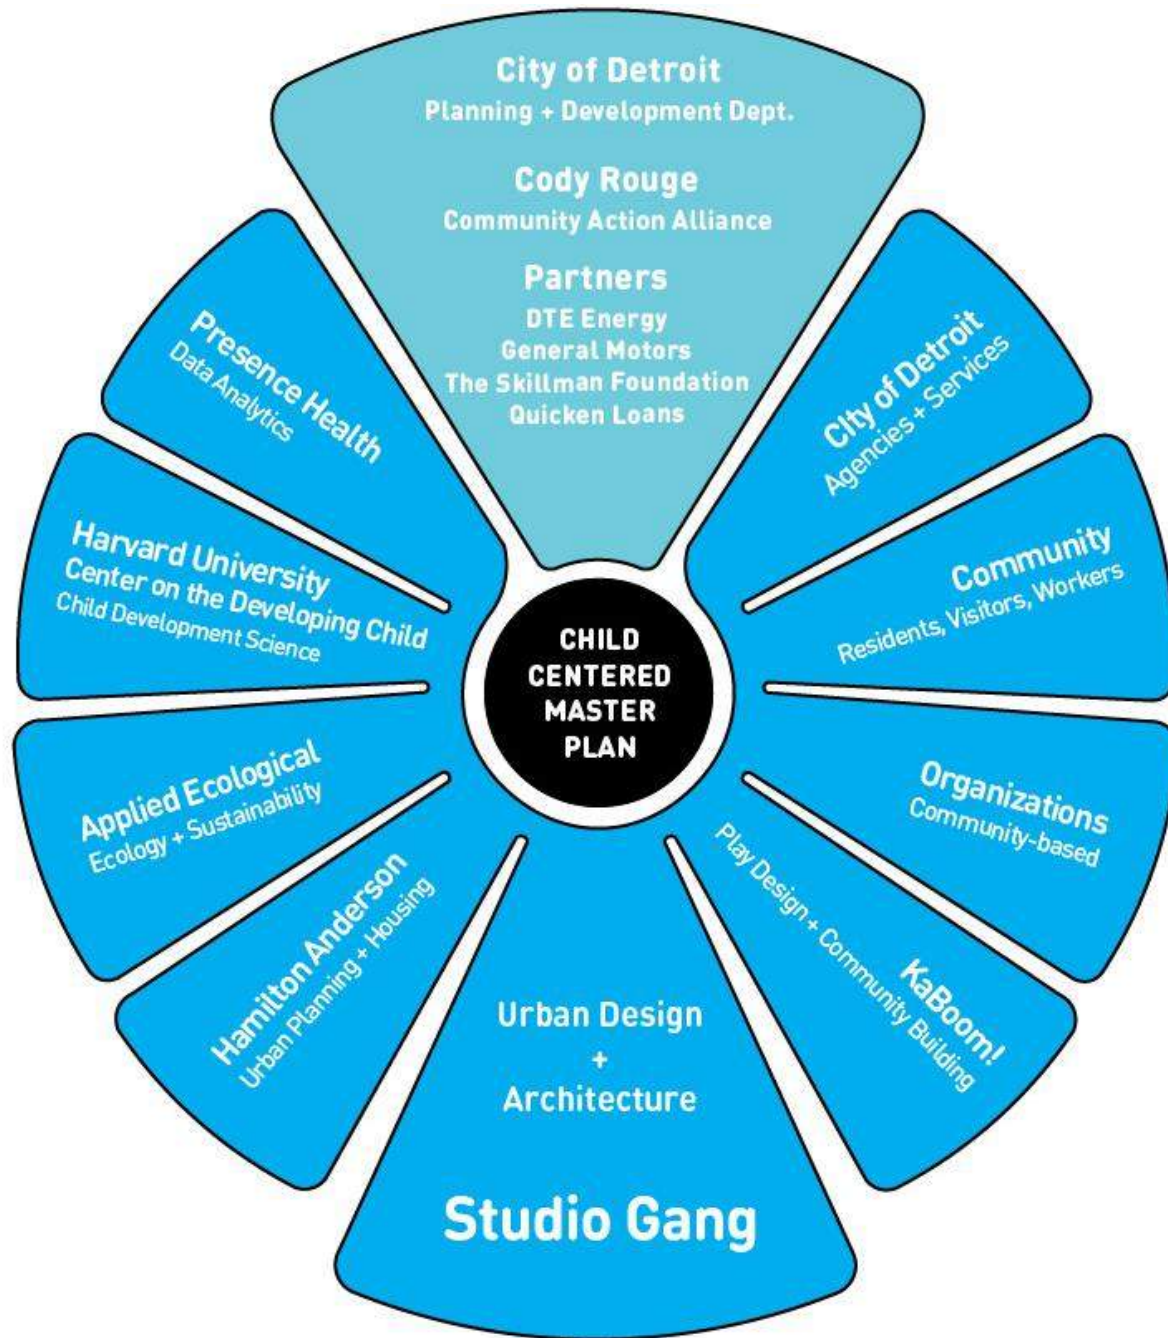 City of Detroit
Planning + Development Dept.
Cody Rouge
Community Action Alliance
Partners
DTE Energy
General Motors
The Skillman Foundation
Quicken Loans
CIty of Detroit
Agencies + Services
Community
Residents, Visitors, Workers
Organizations
Community-based
KaBoom!
Play Design + Community Building
Urban Design
+
Architecture
Studio Gang
Hamilton Anderson
Urban Planning + Housing
Applied Ecological
Ecology + Sustainability
Harvard University
Center on the Developing Child
Child Development Science
Presence Health
Data Analytics
CHILD
CENTERED
MASTER
PLAN